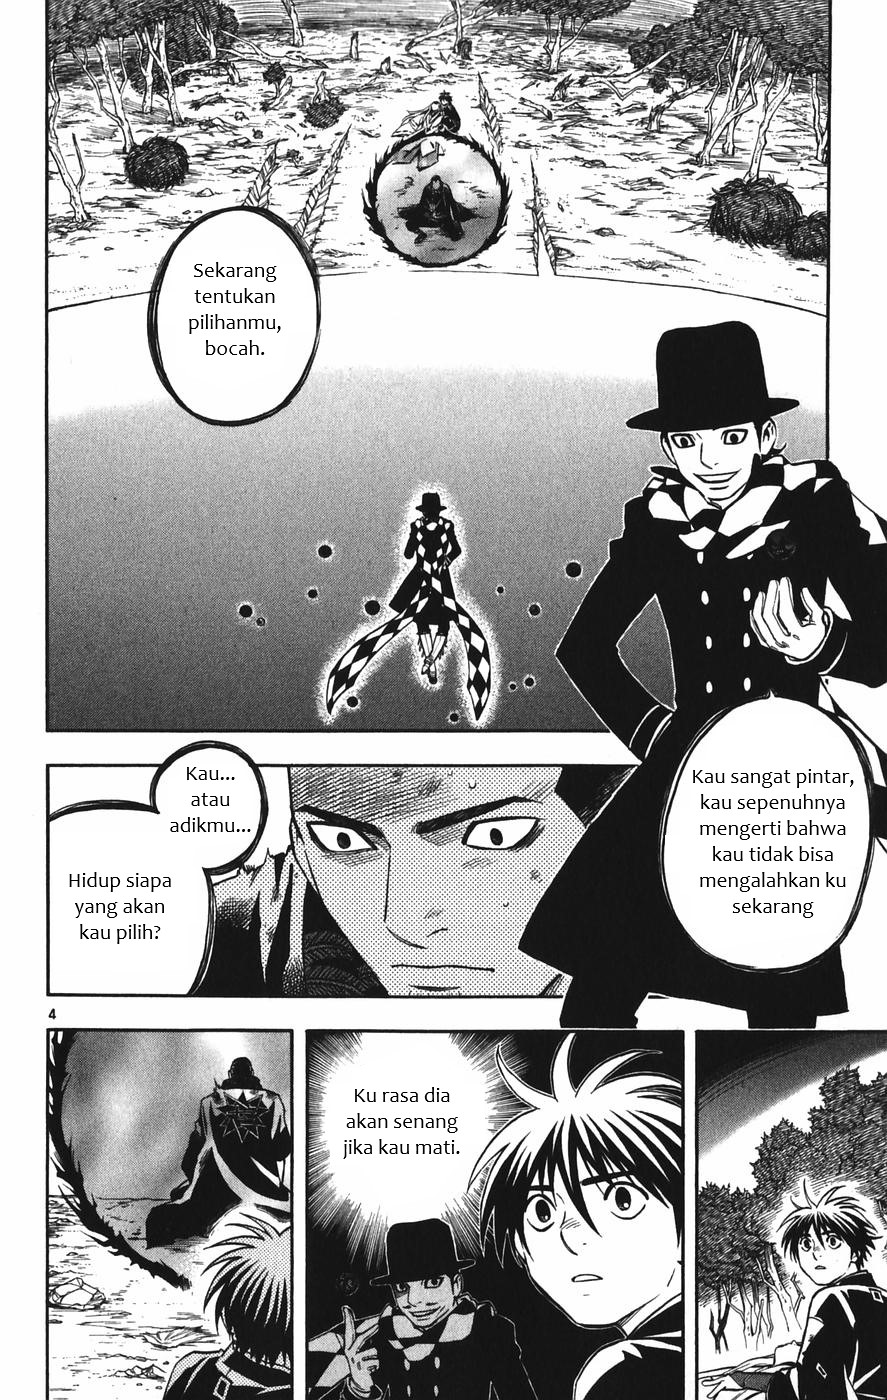 Sekarang
tentukan
pilihanmu,
bocah.
Kau sangat pintar,
kau sepenuhnya
mengerti bahwa
kau tidak bisa
mengalahkan ku
sekarang
Kau...
atau
adikmu...
Hidup siapa
yang akan
kau pilih?
4
Ku rasa dia
akan senang
jika kau mati.